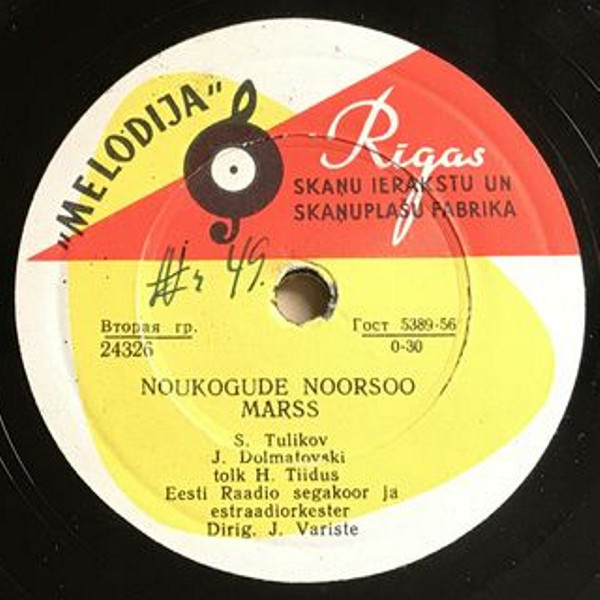 „MELODIJA"
Rigas
SKAŅU IERAKSTU UN
SKAŅUPLAŠU FABRIKA
Nr 49.
Вторая гр.
24326
Гост 5389-56
0-30
NOUKOGUDE NOORSOO
MARSS
S. Tulikov
J. Dolmatovski
tolk H. Tiidus
Eesti Raadio segakoor ja
estraadiorkester
Dirig. J. Variste